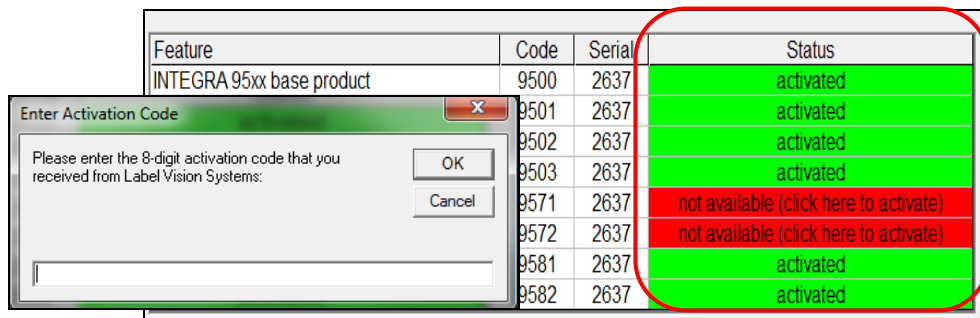 Feature Code Serial Status
INTEGRA 95xx base product 9500 2637 activated
9501 2637 activated
9502 2637 activated
9503 2637 activated
9571 2637 not available (click here to activate)
9572 2637 not available (click here to activate)
9581 2637 activated
9582 2637 activated
Enter Activation Code
Please enter the 8-digit activation code that you
received from Label Vision Systems:
OK
Cancel